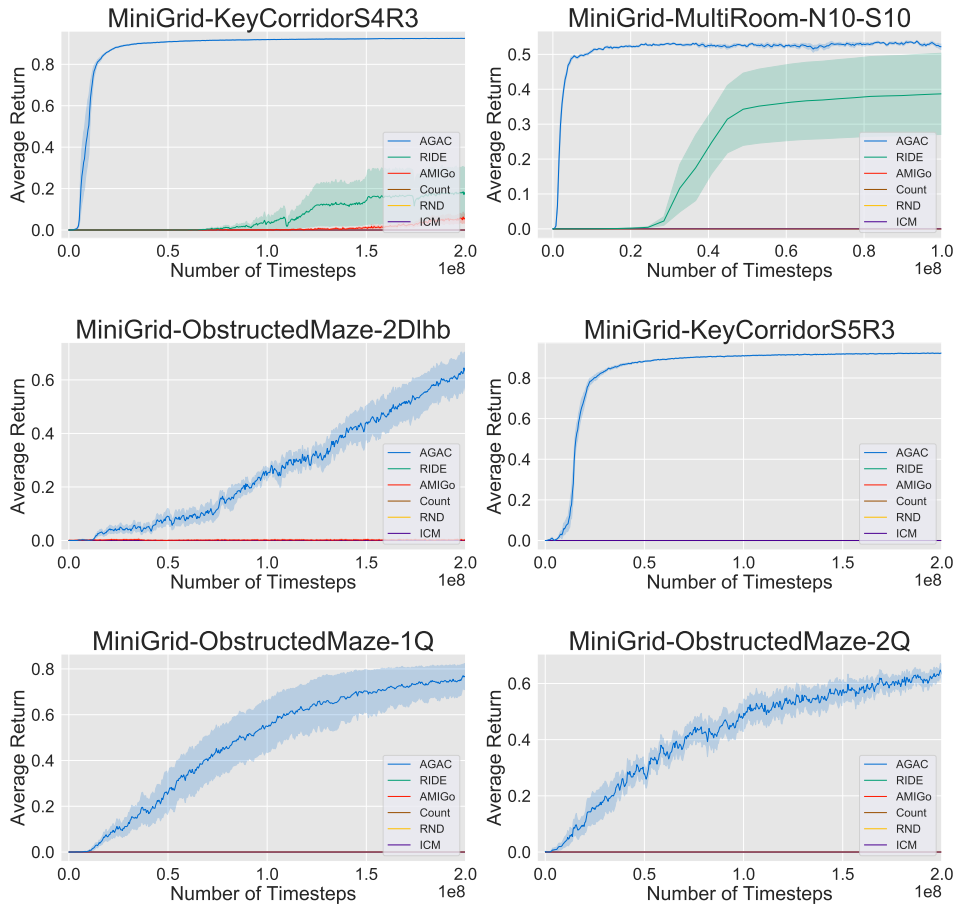 MiniGrid-KeyCorridorS4R3
Average Return
0.8
0.6
0.4
0.2
0.0
AGAC
RIDE
AMIGo
Count
RND
ICM
0.0
0.5
1.0
1.5
2.0
1e8
Number of Timesteps
MiniGrid-MultiRoom-N10-S10
Average Return
0.5
0.4
0.3
0.2
0.1
0.0
AGAC
RIDE
AMIGo
Count
RND
ICM
0.0
0.2
0.4
0.6
0.8
1.0
1e8
Number of Timesteps
MiniGrid-ObstructedMaze-2Dlhb
Average Return
0.6
0.4
0.2
0.0
AGAC
RIDE
AMIGo
Count
RND
ICM
0.0
0.5
1.0
1.5
2.0
1e8
Number of Timesteps
MiniGrid-KeyCorridorS5R3
Average Return
0.8
0.6
0.4
0.2
0.0
AGAC
RIDE
AMIGo
Count
RND
ICM
0.0
0.5
1.0
1.5
2.0
1e8
Number of Timesteps
MiniGrid-ObstructedMaze-1Q
Average Return
0.8
0.6
0.4
0.2
0.0
AGAC
RIDE
AMIGo
Count
RND
ICM
0.0
0.5
1.0
1.5
2.0
1e8
Number of Timesteps
MiniGrid-ObstructedMaze-2Q
Average Return
0.6
0.4
0.2
0.0
AGAC
RIDE
AMIGo
Count
RND
ICM
0.0
0.5
1.0
1.5
2.0
1e8
Number of Timesteps